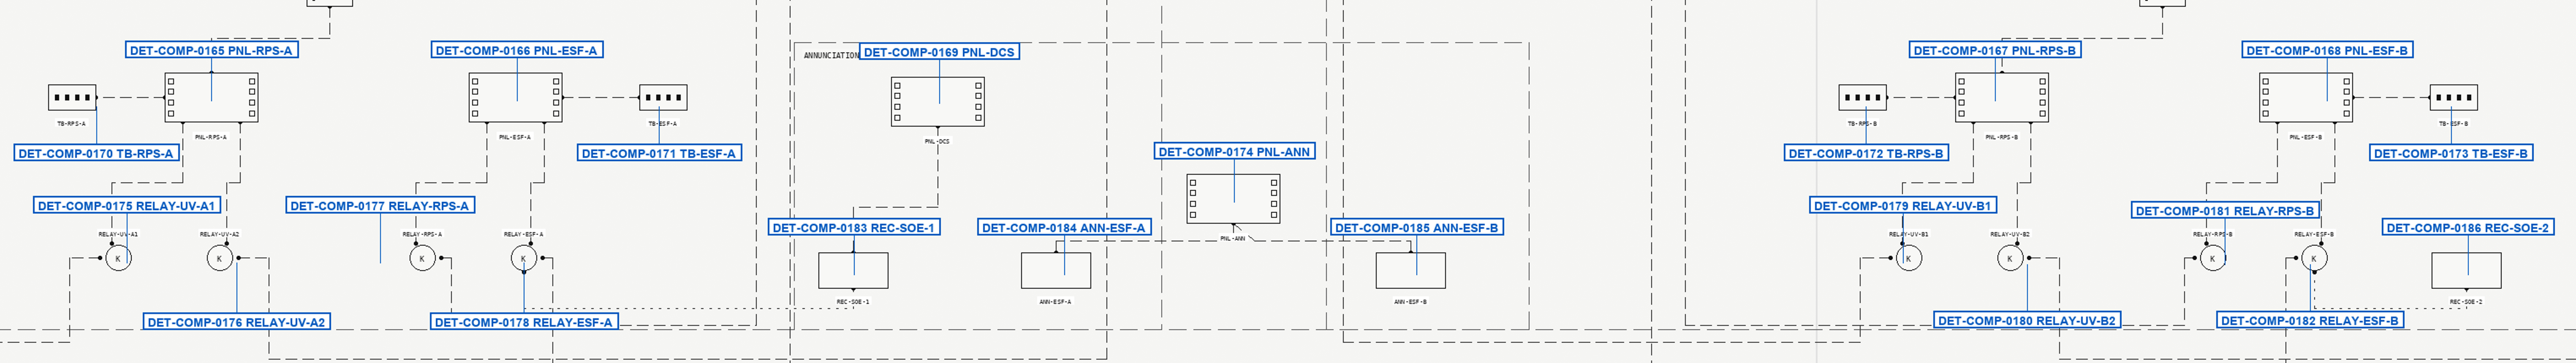 DET-COMP-0165 PNL-RPS-A
DET-COMP-0166 PNL-ESF-A
ANNUNCIATION
DET-COMP-0169 PNL-DCS
DET-COMP-0167 PNL-RPS-B
DET-COMP-0168 PNL-ESF-B
TB-RPS-A
PNL-RPS-A
PNL-ESF-A
TB-ESF-A
PNL-DCS
TB-RPS-B
PNL-RPS-B
PNL-ESF-B
TB-ESF-B
DET-COMP-0170 TB-RPS-A
DET-COMP-0171 TB-ESF-A
DET-COMP-0174 PNL-ANN
DET-COMP-0172 TB-RPS-B
DET-COMP-0173 TB-ESF-B
DET-COMP-0175 RELAY-UV-A1
DET-COMP-0177 RELAY-RPS-A
DET-COMP-0179 RELAY-UV-B1
DET-COMP-0181 RELAY-RPS-B
DET-COMP-0183 REC-SOE-1
DET-COMP-0184 ANN-ESF-A
DET-COMP-0185 ANN-ESF-B
DET-COMP-0186 REC-SOE-2
RELAY-UV-A1
RELAY-UV-A2
RELAY-RPS-A
RELAY-ESF-A
PNL-ANN
RELAY-UV-B1
RELAY-UV-B2
RELAY-RPS-B
RELAY-ESF-B
K
K
K
K
K
K
K
K
REC-SOE-1
ANN-ESF-A
ANN-ESF-B
REC-SOE-2
DET-COMP-0176 RELAY-UV-A2
DET-COMP-0178 RELAY-ESF-A
DET-COMP-0180 RELAY-UV-B2
DET-COMP-0182 RELAY-ESF-B